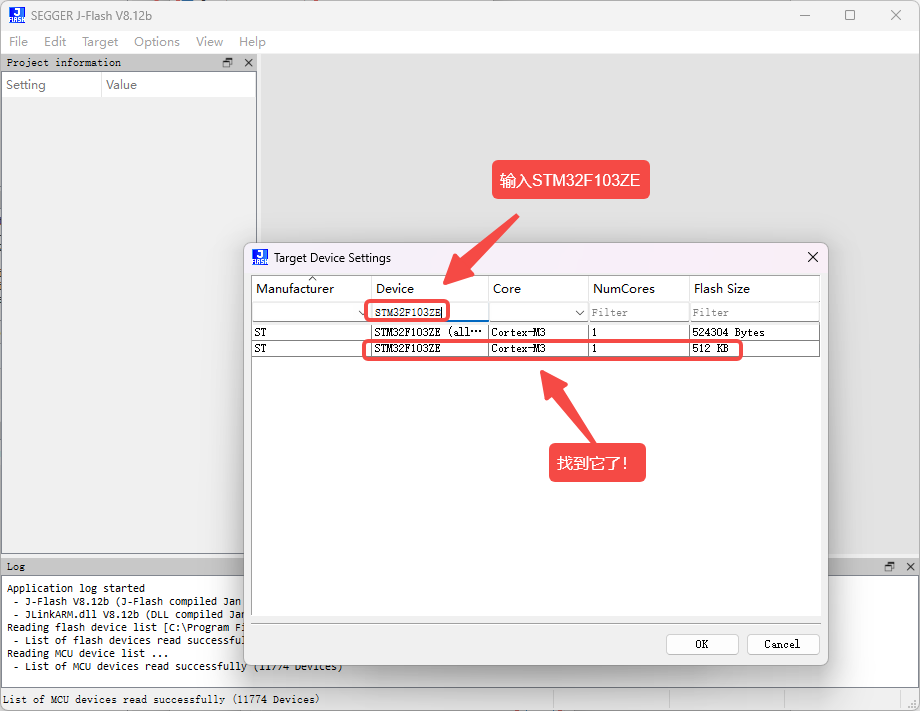 SEGGER J-Flash V8.12b
File Edit Target Options View Help
Project information
Setting Value
输入STM32F103ZE
Target Device Settings
Manufacturer Device Core NumCores Flash Size
STM32F103ZE Filter Filter
ST STM32F103ZE (all… Cortex-M3 1 524304 Bytes
ST STM32F103ZE Cortex-M3 1 512 KB
找到它了！
OK Cancel
Log
Application log started
- J-Flash V8.12b (J-Flash compiled Jan
- JLinkARM.dll V8.12b (DLL compiled Jan
Reading flash device list [C:\Program Fi
- List of flash devices read successful
Reading MCU device list ...
- List of MCU devices read successfully (11774 Devices)
List of MCU devices read successfully (11774 Devices)